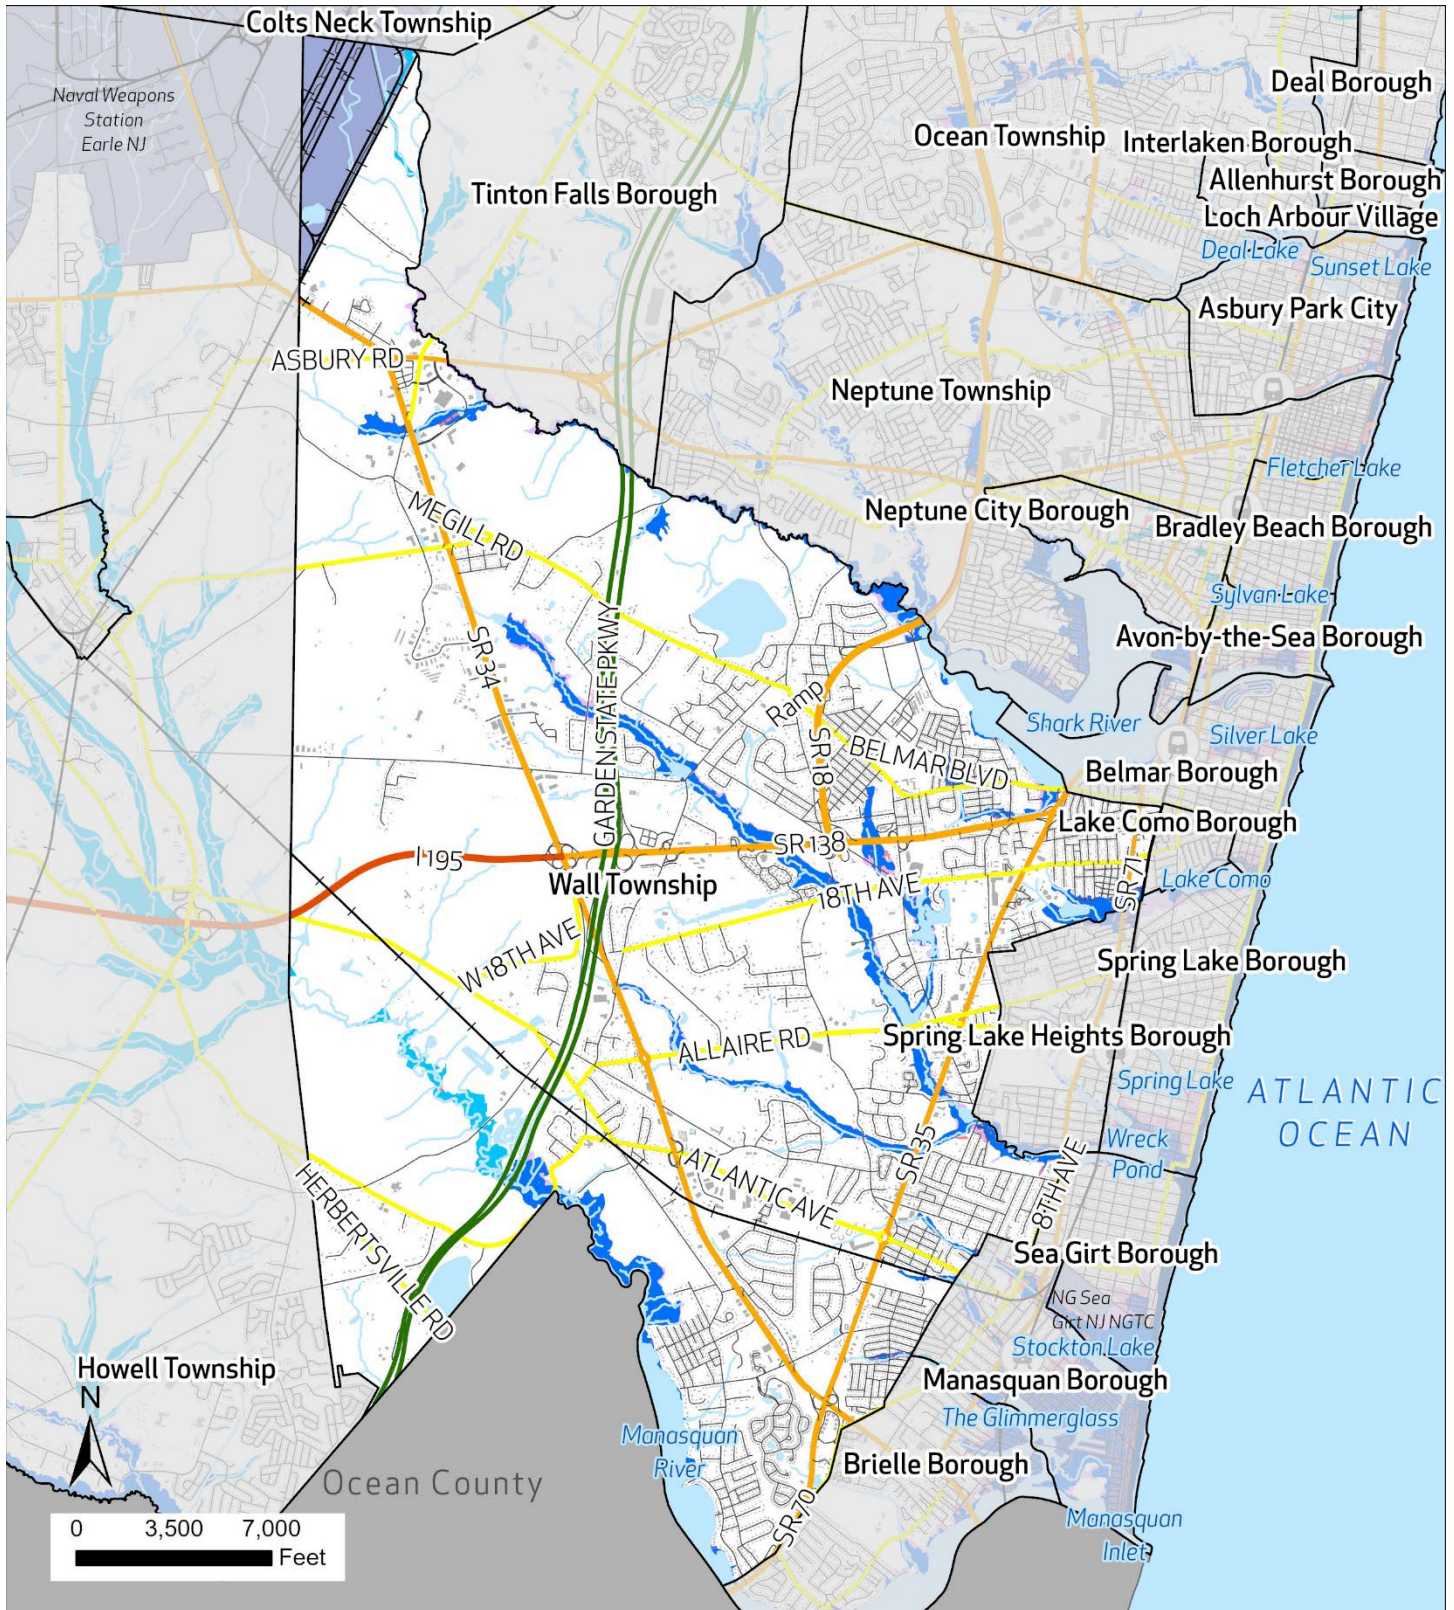 Colts Neck Township
Naval Weapons
Station
Earle NJ
Deal Borough
Ocean Township
Interlaken Borough
Allenhurst Borough
Tinton Falls Borough
Loch Arbour Village
Deal Lake
Sunset Lake
Asbury Park City
ASBURY RD
Neptune Township
Fletcher Lake
MEGILL RD
Neptune City Borough
Bradley Beach Borough
Sylvan Lake
Avon-by-the-Sea Borough
SR 34
GARDEN STATE PKWY
Ramp
SR 18
Shark River
Silver Lake
BELMAR BLVD
Belmar Borough
Lake Como Borough
SR 138
I 195
SR 71
Wall Township
18TH AVE
Lake Como
W 18TH AVE
Spring Lake Borough
ALLAIRE RD
Spring Lake Heights Borough
Spring Lake
ATLANTIC
OCEAN
SR 35
Wreck
Pond
ATLANTIC AVE
8TH AVE
HERBERTSVILLE RD
Sea Girt Borough
NG Sea
Girt NJ NGTC
Stockton Lake
Howell Township
Manasquan Borough
N
The Glimmerglass
Manasquan
River
Brielle Borough
Ocean County
SR 70
Manasquan
Inlet
0 3,500 7,000
Feet